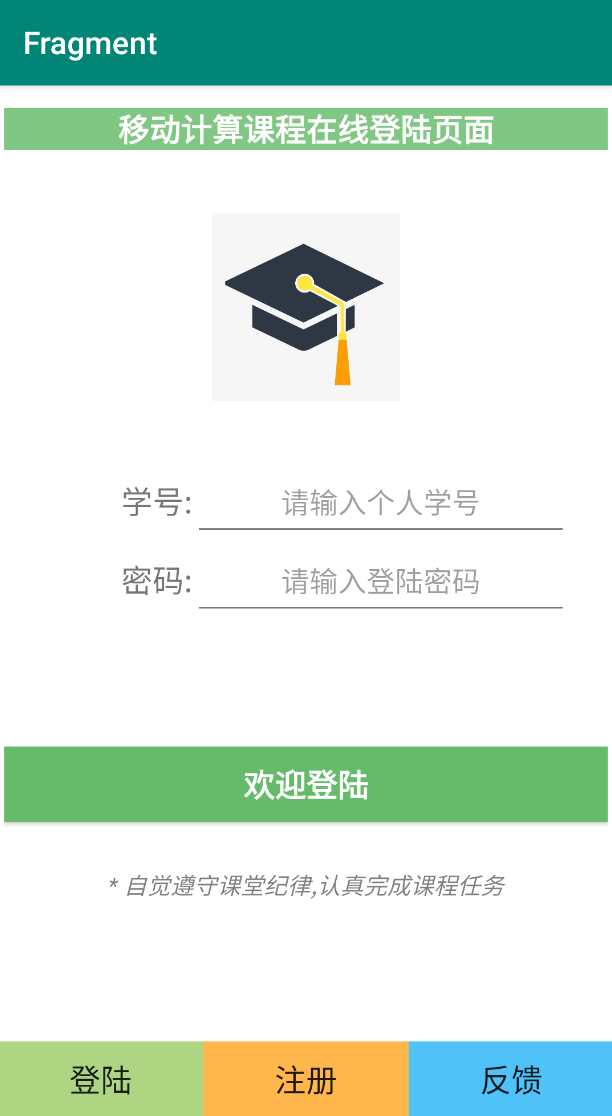 Fragment
移动计算课程在线登陆页面
学号: 请输入个人学号
密码: 请输入登陆密码
欢迎登陆
* 自觉遵守课堂纪律,认真完成课程任务
登陆 注册 反馈